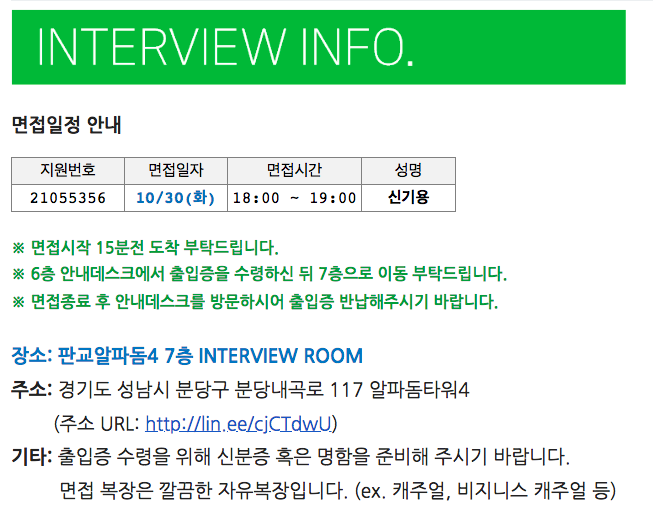 INTERVIEW INFO.
면접일정 안내
지원번호 면접일자 면접시간 성명
21055356 10/30(화) 18:00 ~ 19:00 신기용
※ 면접시작 15분전 도착 부탁드립니다.
※ 6층 안내데스크에서 출입증을 수령하신 뒤 7층으로 이동 부탁드립니다.
※ 면접종료 후 안내데스크를 방문하시어 출입증 반납해주시기 바랍니다.
장소: 판교알파돔4 7층 INTERVIEW ROOM
주소: 경기도 성남시 분당구 분당내곡로 117 알파돔타워4
(주소 URL: http://lin.ee/cjCTdwU)
기타: 출입증 수령을 위해 신분증 혹은 명함을 준비해 주시기 바랍니다.
면접 복장은 깔끔한 자유복장입니다. (ex. 캐주얼, 비지니스 캐주얼 등)